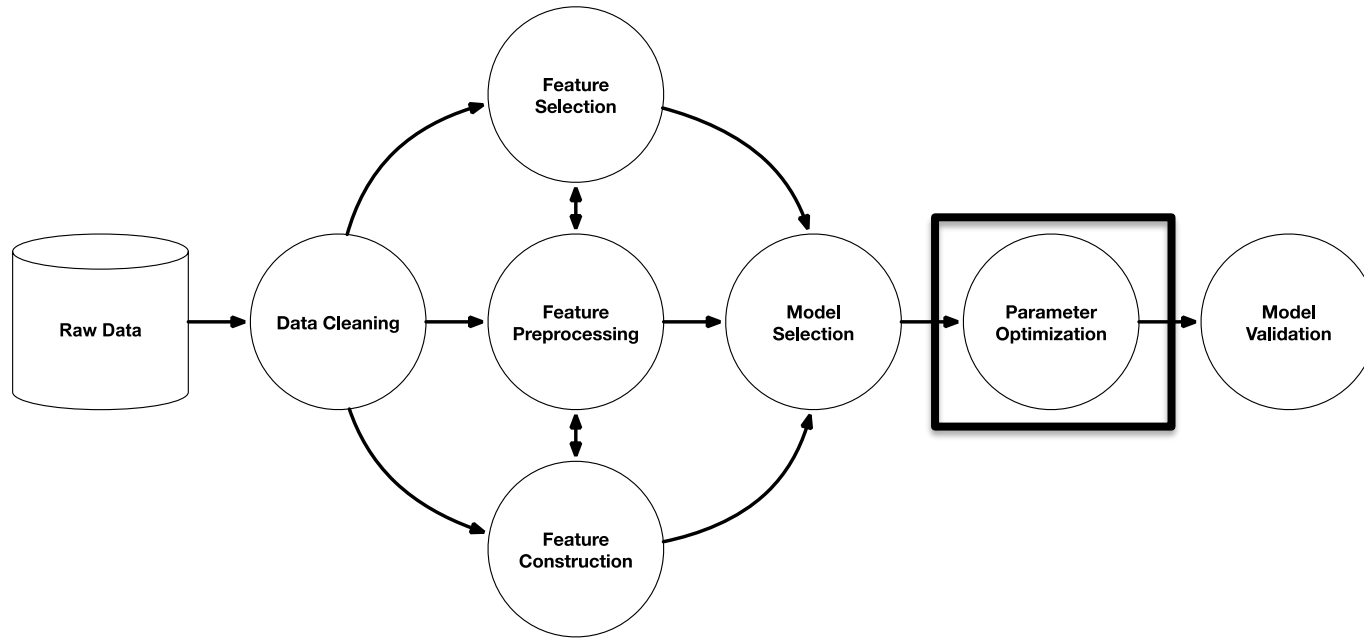 Feature
Selection
Raw Data
Data Cleaning
Feature
Preprocessing
Model
Selection
Parameter
Optimization
Model
Validation
Feature
Construction